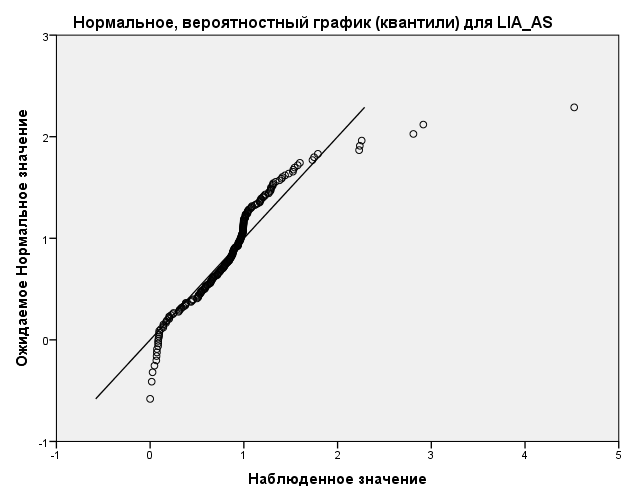 Нормальное, вероятностный график (квантили) для LIA_AS
Ожидаемое Нормальное значение
3
2
1
0
-1
-1 0 1 2 3 4 5
Наблюденное значение